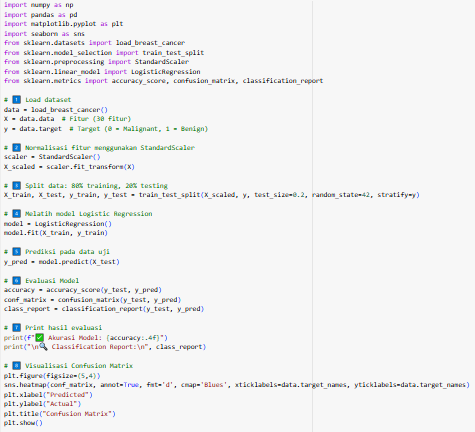 import numpy as np
import pandas as pd
import matplotlib.pyplot as plt
import seaborn as sns
from sklearn.datasets import load_breast_cancer
from sklearn.model_selection import train_test_split
from sklearn.preprocessing import StandardScaler
from sklearn.linear_model import LogisticRegression
from sklearn.metrics import accuracy_score, confusion_matrix, classification_report

# 1️⃣ Load dataset
data = load_breast_cancer()
X = data.data  # Fitur (30 fitur)
y = data.target  # Target (0 = Malignant, 1 = Benign)

# 2️⃣ Normalisasi fitur menggunakan StandardScaler
scaler = StandardScaler()
X_scaled = scaler.fit_transform(X)

# 3️⃣ Split data: 80% training, 20% testing
X_train, X_test, y_train, y_test = train_test_split(X_scaled, y, test_size=0.2, random_state=42, stratify=y)

# 4️⃣ Melatih model Logistic Regression
model = LogisticRegression()
model.fit(X_train, y_train)

# 5️⃣ Prediksi pada data uji
y_pred = model.predict(X_test)

# 6️⃣ Evaluasi Model
accuracy = accuracy_score(y_test, y_pred)
conf_matrix = confusion_matrix(y_test, y_pred)
class_report = classification_report(y_test, y_pred)

# 7️⃣ Print hasil evaluasi
print(f"✅ Akurasi Model: {accuracy:.4f}")
print("\n🔍 Classification Report:\n", class_report)

# 8️⃣ Visualisasi Confusion Matrix
plt.figure(figsize=(5,4))
sns.heatmap(conf_matrix, annot=True, fmt='d', cmap='Blues', xticklabels=data.target_names, yticklabels=data.target_names)
plt.xlabel("Predicted")
plt.ylabel("Actual")
plt.title("Confusion Matrix")
plt.show()